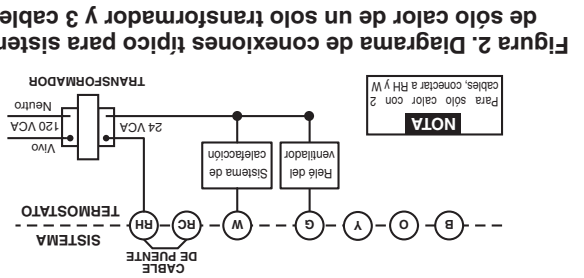 CABLE
DE PUENTE
SISTEMA
B O Y G W RC RH
TERMOSTATO
Relé del
ventilador
Sistema de
calefacción
24 VCA
Vivo
120 VCA
Neutro
TRANSFORMADOR
NOTA
Para sólo calor con 2
cables, conectar a RH y W
Figura 2. Diagrama de conexiones típico para sistem
de sólo calor de un solo transformador y 3 cable